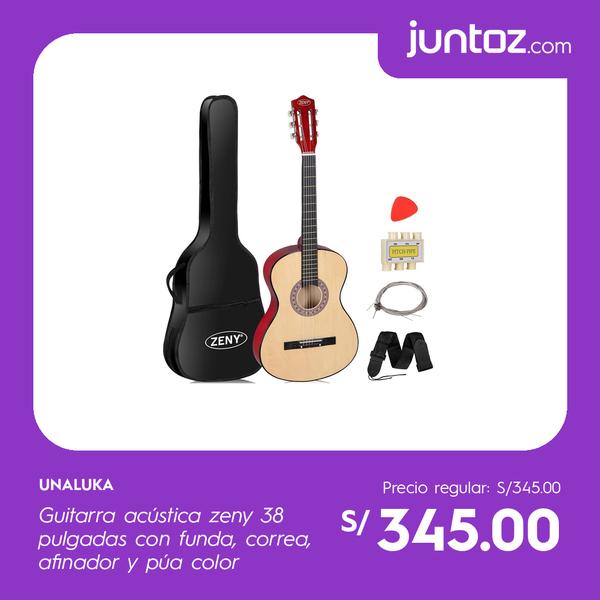 juntoz.com
ZENY
PITCH PIPE
ZENY®
UNALUKA
Guitarra acústica zeny 38
pulgadas con funda, correa,
afinador y púa color
Precio regular: S/345.00
S/ 345.00